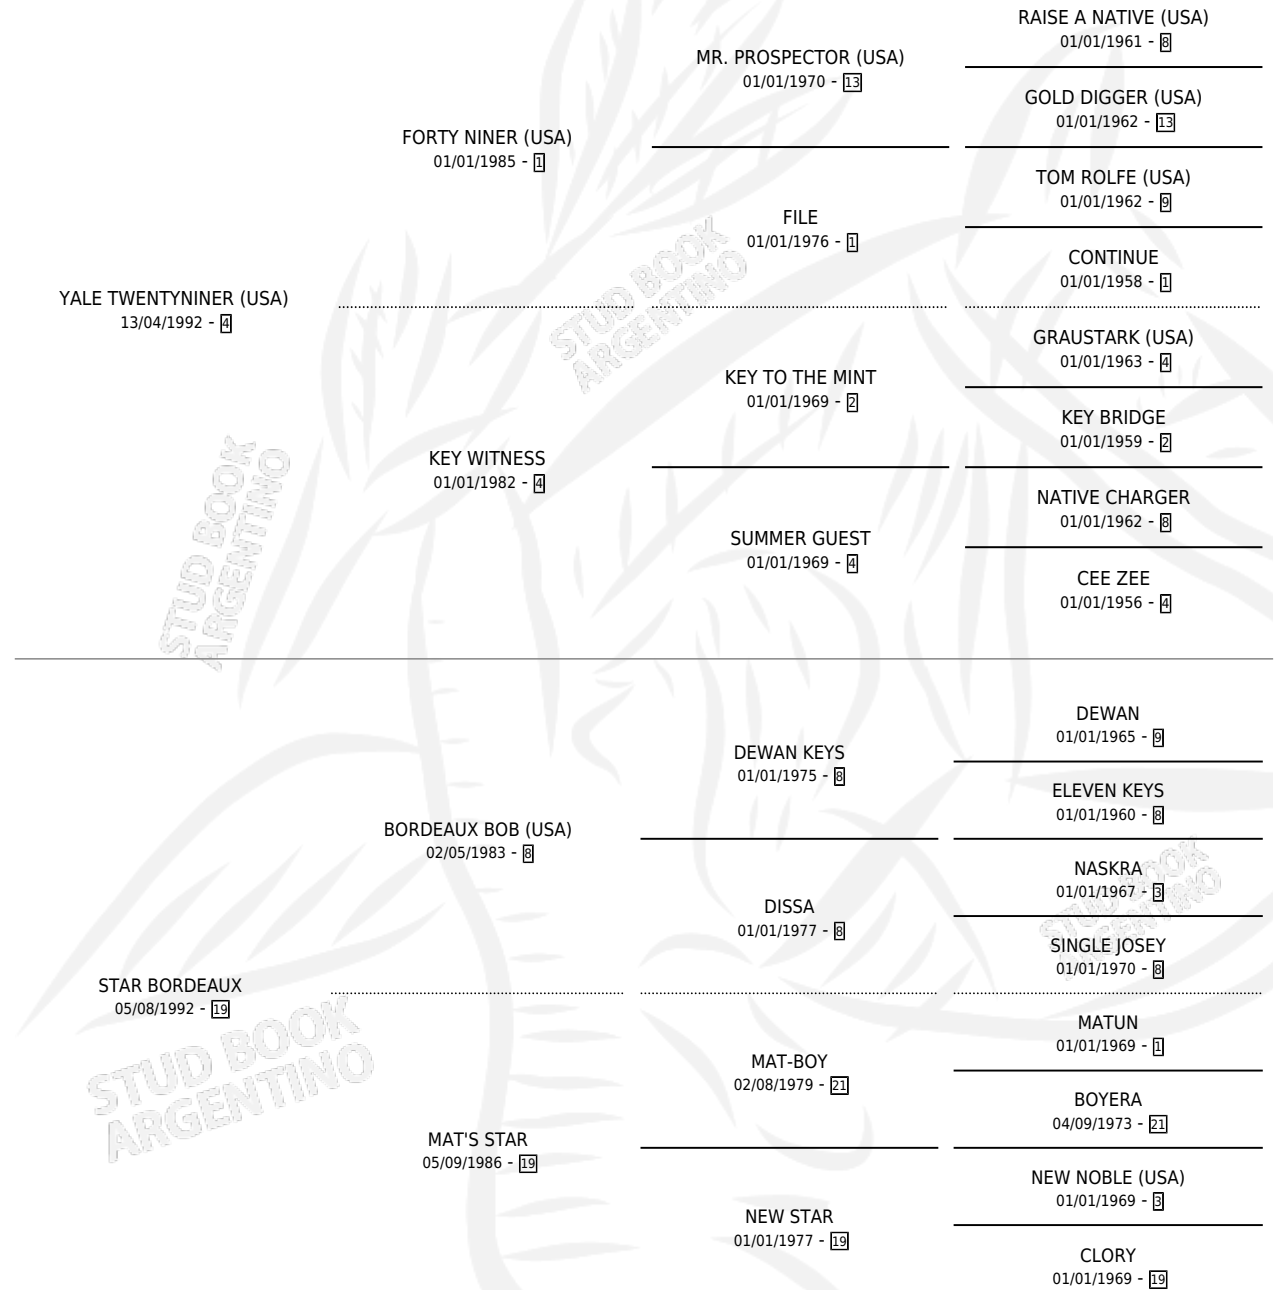 RAISE A NATIVE (USA)
01/01/1961 - 8
MR. PROSPECTOR (USA)
01/01/1970 - 13
GOLD DIGGER (USA)
01/01/1962 - 13
FORTY NINER (USA)
01/01/1985 - 1
TOM ROLFE (USA)
01/01/1962 - 9
FILE
01/01/1976 - 1
CONTINUE
01/01/1958 - 1
YALE TWENTYNINER (USA)
13/04/1992 - 4
GRAUSTARK (USA)
01/01/1963 - 4
KEY TO THE MINT
01/01/1969 - 2
KEY BRIDGE
01/01/1959 - 2
KEY WITNESS
01/01/1982 - 4
NATIVE CHARGER
01/01/1962 - 8
SUMMER GUEST
01/01/1969 - 4
CEE ZEE
01/01/1956 - 4
DEWAN
01/01/1965 - 9
DEWAN KEYS
01/01/1975 - 8
ELEVEN KEYS
01/01/1960 - 8
BORDEAUX BOB (USA)
02/05/1983 - 8
NASKRA
01/01/1967 - 3
DISSA
01/01/1977 - 8
SINGLE JOSEY
01/01/1970 - 8
STAR BORDEAUX
05/08/1992 - 19
MATUN
01/01/1969 - 1
MAT-BOY
02/08/1979 - 21
BOYERA
04/09/1973 - 21
MAT'S STAR
05/09/1986 - 19
NEW NOBLE (USA)
01/01/1969 - 3
NEW STAR
01/01/1977 - 19
CLORY
01/01/1969 - 19
STUD BOOK
ARGENTINO
STUD BOOK
ARGENTINO
STUD BOOK
ARGENTINO
STUD BOOK
ARGENTINO